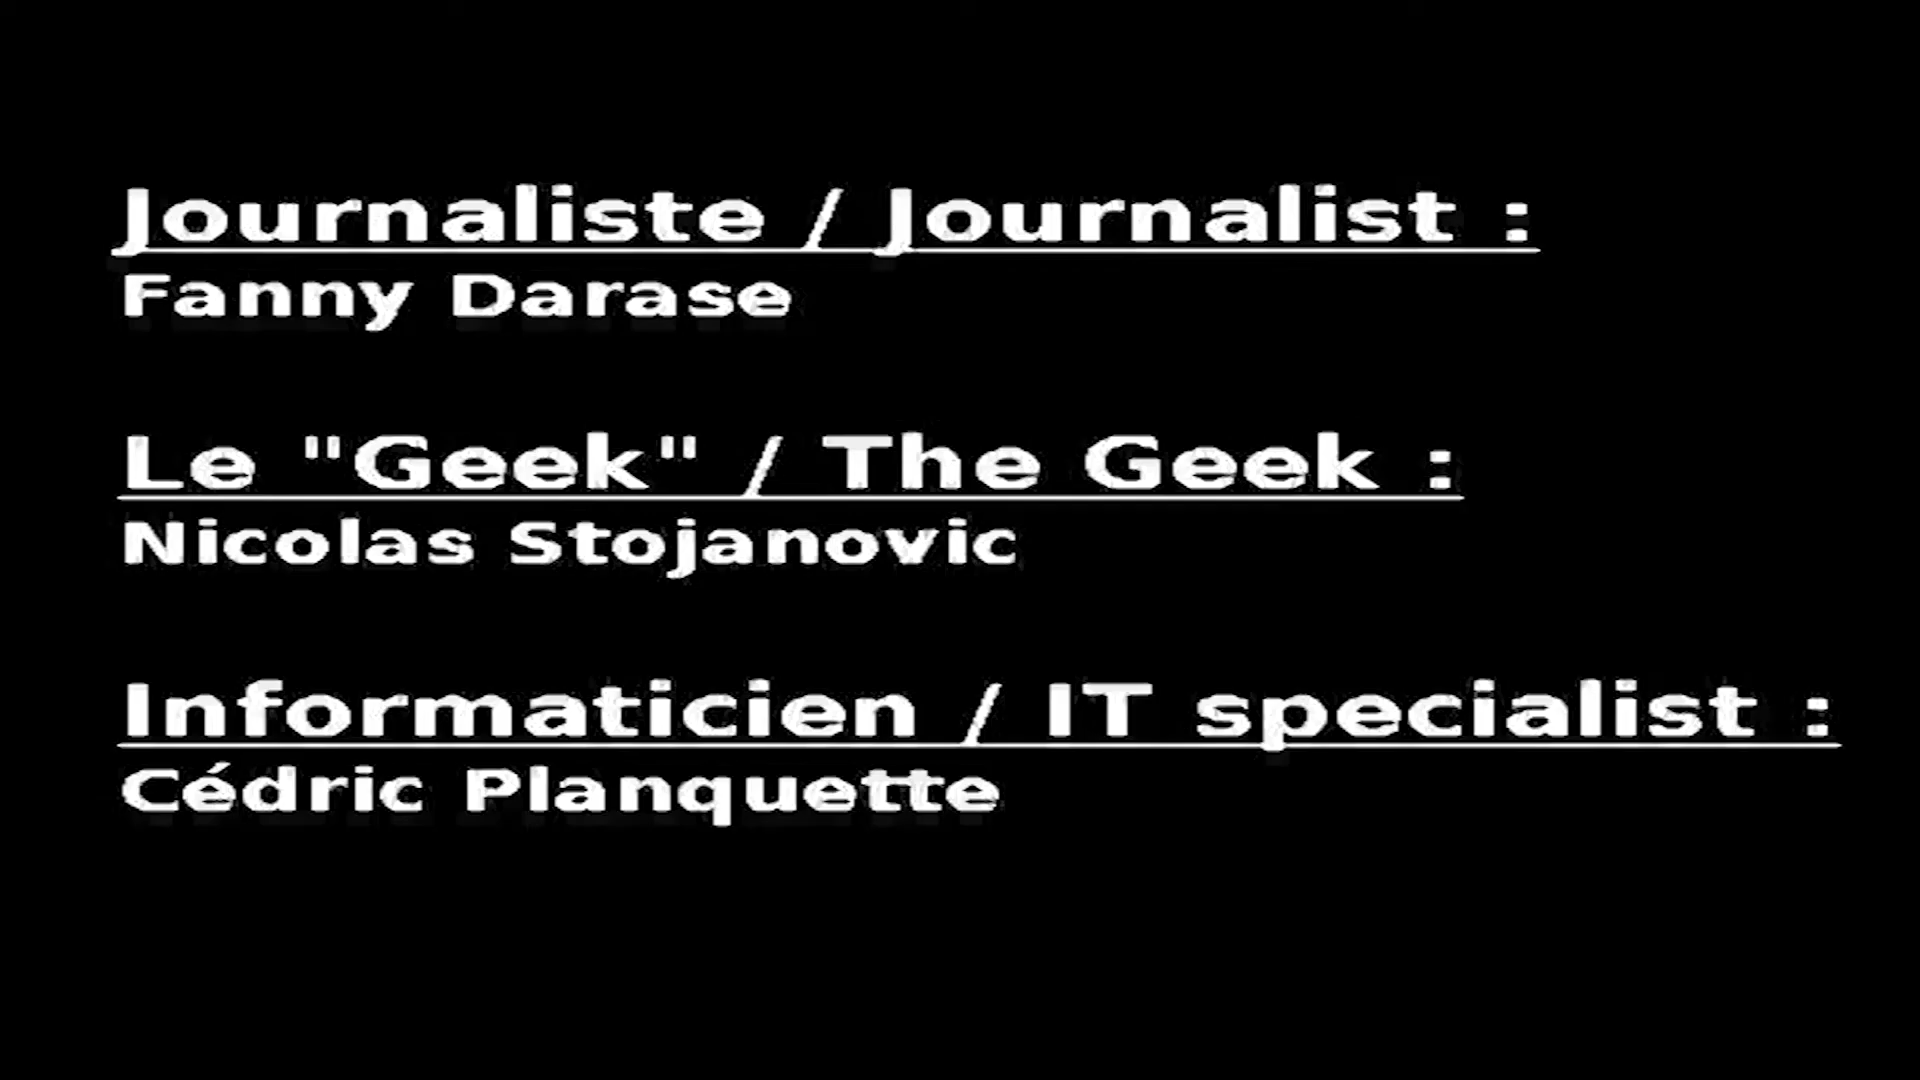 Journaliste / Journalist :
Fanny Darase
Le "Geek" / The Geek :
Nicolas Stojanovic
Informaticien / IT specialist :
Cédric Planquette